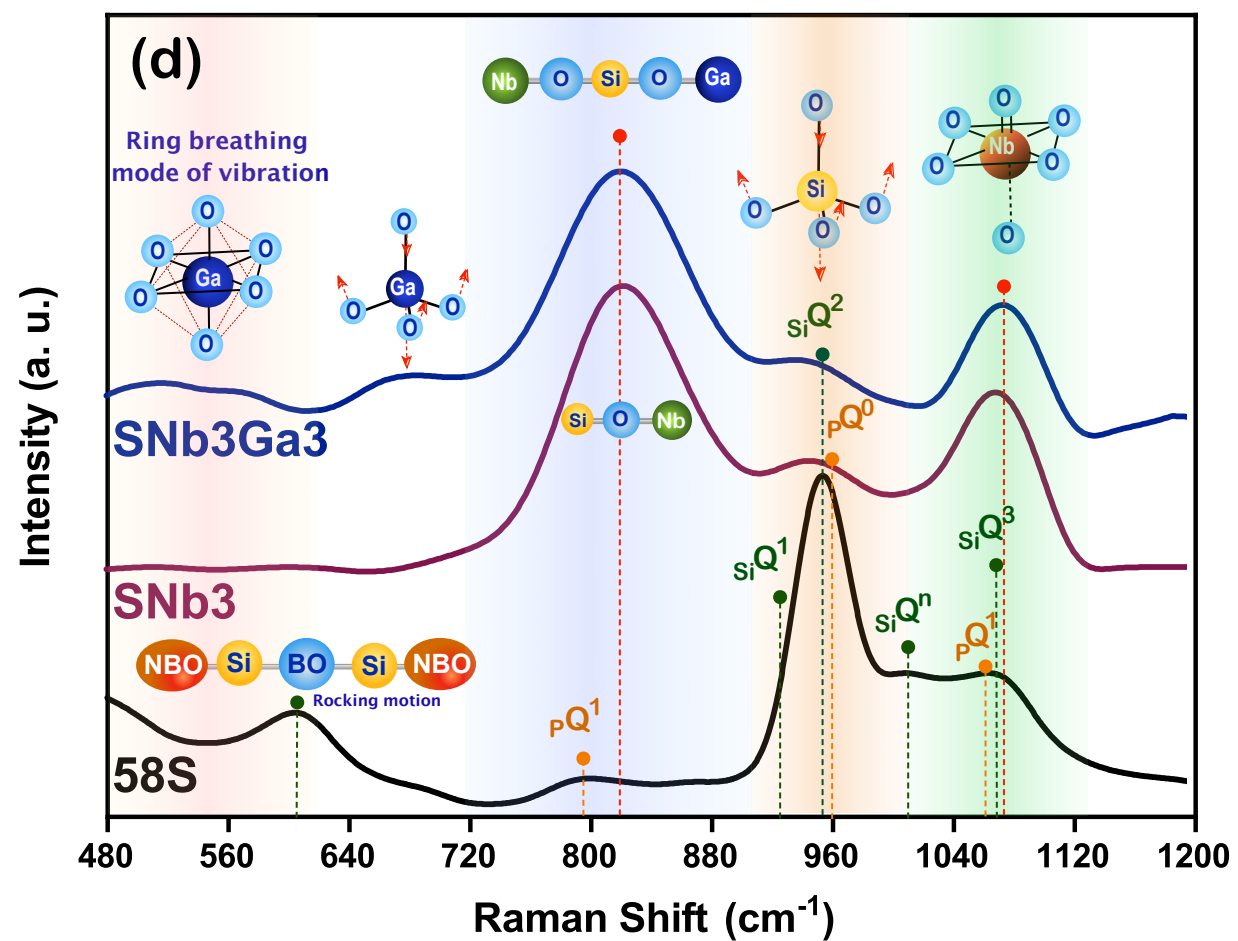 (d)
Nb O Si O Ga
Ring breathing
mode of vibration
O
O O
Ga
O O
O
O
Ga
O O
O
O
Si
O O
O
O
O O
Nb
O O
O
SiQ²
PQ⁰
Si O Nb
SNb3Ga3
SiQ¹
SiQ³
SNb3
SiQⁿ
PQ¹
NBO Si BO Si NBO
Rocking motion
PQ¹
58S
480 560 640 720 800 880 960 1040 1120 1200
Raman Shift (cm⁻¹)
Intensity (a. u.)